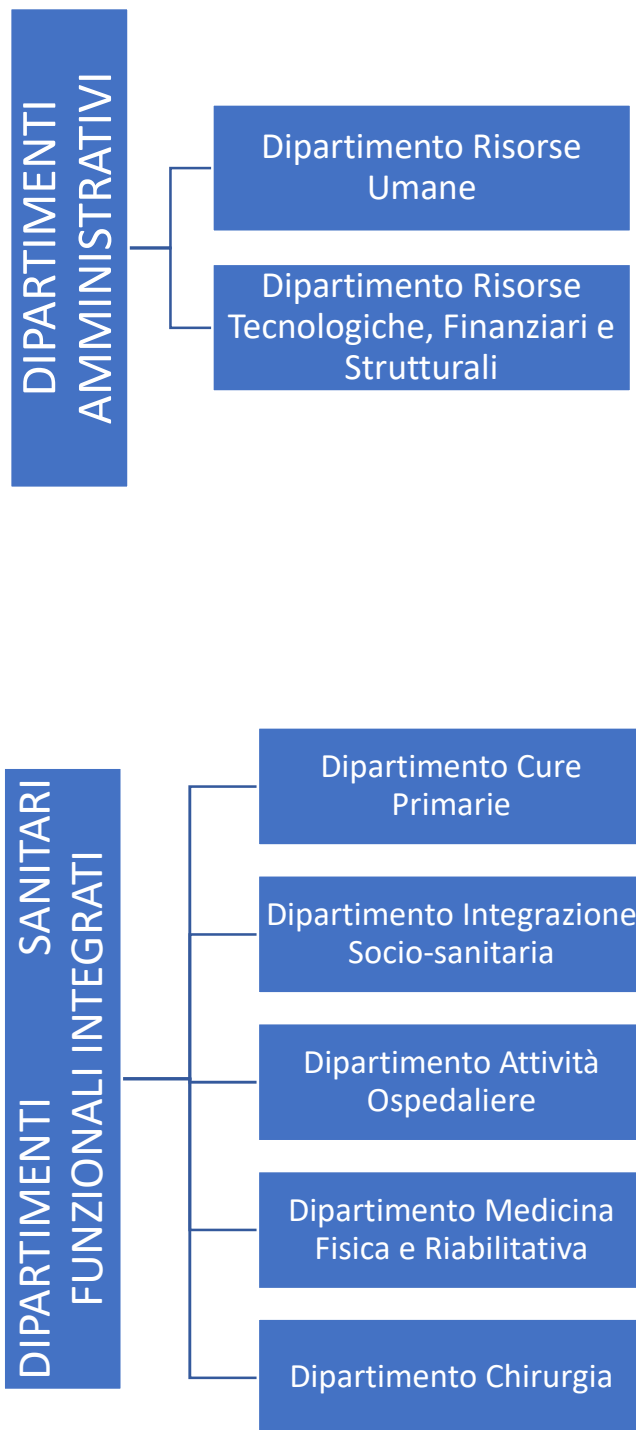 DIPARTIMENTI
AMMINISTRATIVI
Dipartimento Risorse
Umane
Dipartimento Risorse
Tecnologiche, Finanziari e
Strutturali
DIPARTIMENTI SANITARI
FUNZIONALI INTEGRATI
Dipartimento Cure
Primarie
Dipartimento Integrazione
Socio-sanitaria
Dipartimento Attività
Ospedaliere
Dipartimento Medicina
Fisica e Riabilitativa
Dipartimento Chirurgia